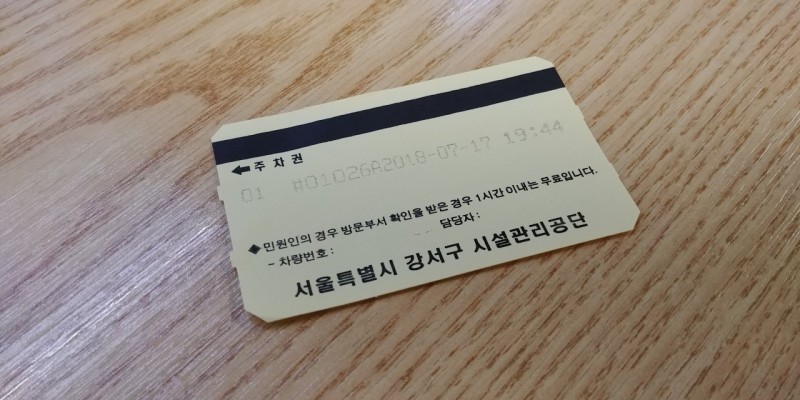 ←주 차 권
01 #01026A2018-07-17 19:44
◆민원인의 경우 방문부서 확인을 받은 경우 1시간 이내는 무료입니다.
- 차량번호 : 담당자 :
서울특별시 강서구 시설관리공단